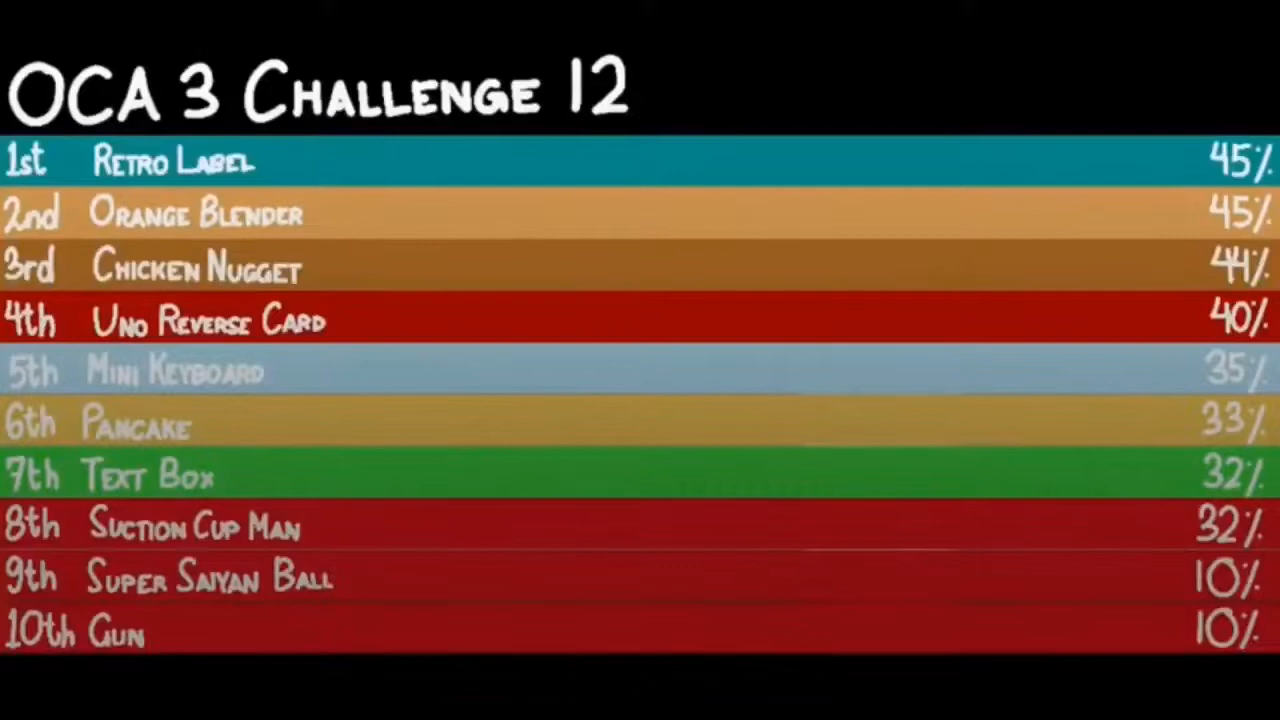 OCA 3 CHALLENGE 12
1st RETRO LABEL 45%
2nd ORANGE BLENDER 45%
3rd CHICKEN NUGGET 44%
4th UNO REVERSE CARD 40%
5th MINI KEYBOARD 35%
6th PANCAKE 33%
7th TEXT BOX 32%
8th SUCTION CUP MAN 32%
9th SUPER SAIYAN BALL 10%
10th GUN 10%